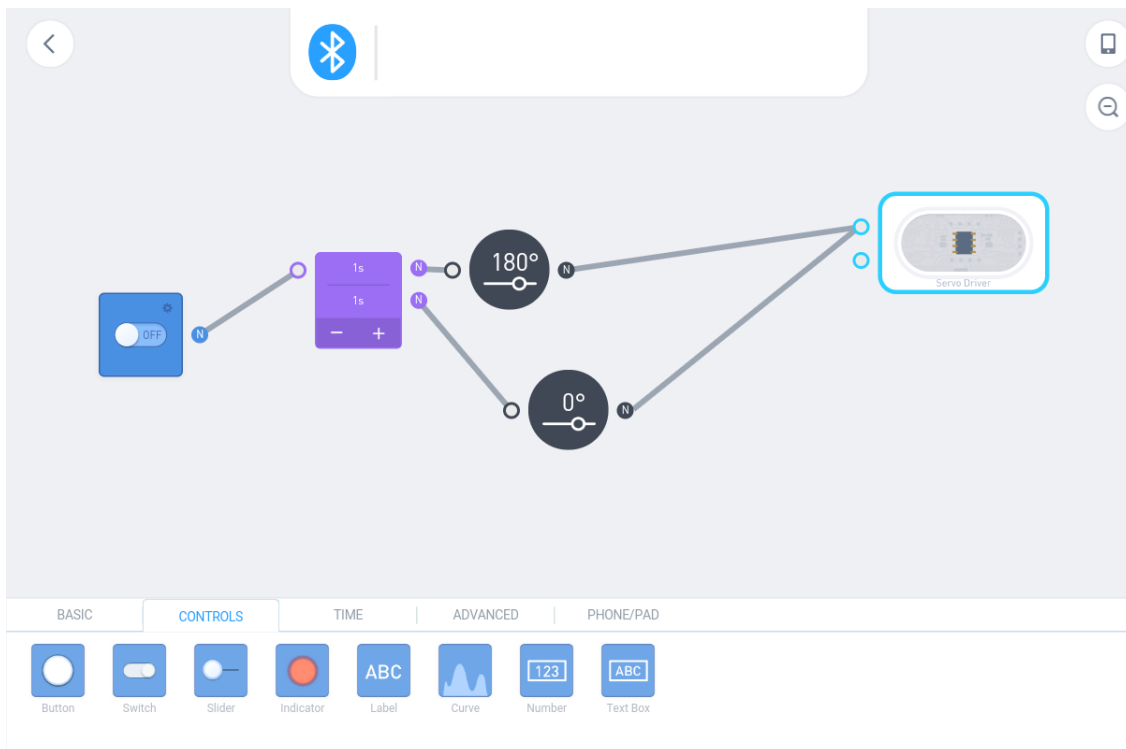 1s
N
180°
N
1s
N
OFF
N
0°
N
Servo Driver
BASIC
CONTROLS
TIME
ADVANCED
PHONE/PAD
ABC
123
ABC
Button
Switch
Slider
Indicator
Label
Curve
Number
Text Box